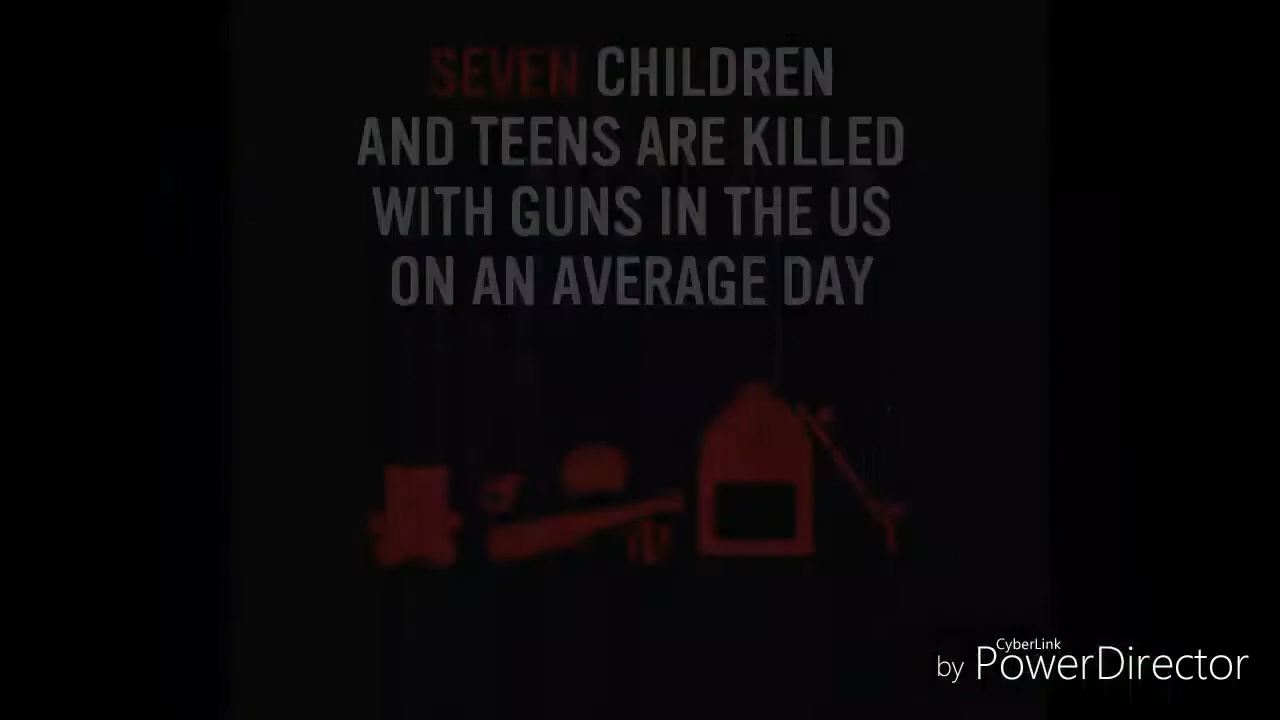 SEVEN CHILDREN
AND TEENS ARE KILLED
WITH GUNS IN THE US
ON AN AVERAGE DAY
CyberLink
by PowerDirector